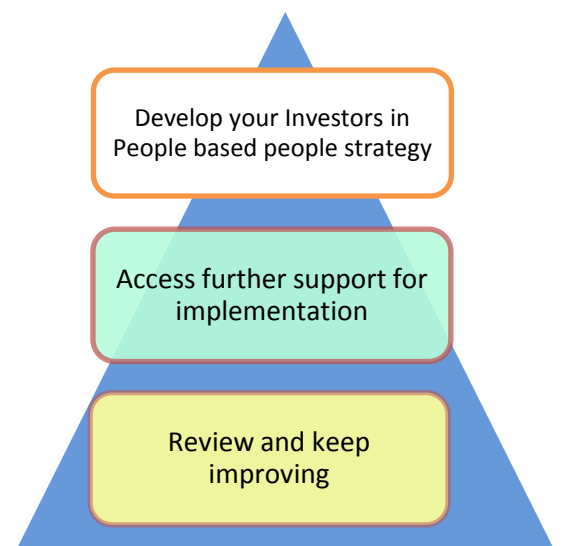 Develop your Investors in
People based people strategy
Access further support for
implementation
Review and keep
improving